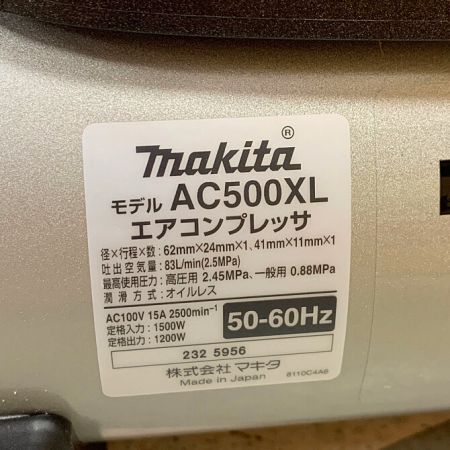 makita®
モデル AC500XL
エアコンプレッサ
径×行程×数：62mm×24mm×1、41mm×11mm×1
吐出空気量：83L/min(2.5MPa)
最高使用圧力：高圧用 2.45MPa、一般用 0.88MPa
潤滑方式：オイルレス
AC100V 15A 2500min⁻¹
定格入力：1500W
定格出力：1200W
50-60Hz
232 5956
株式会社 マキタ
Made in Japan
8110C4A6